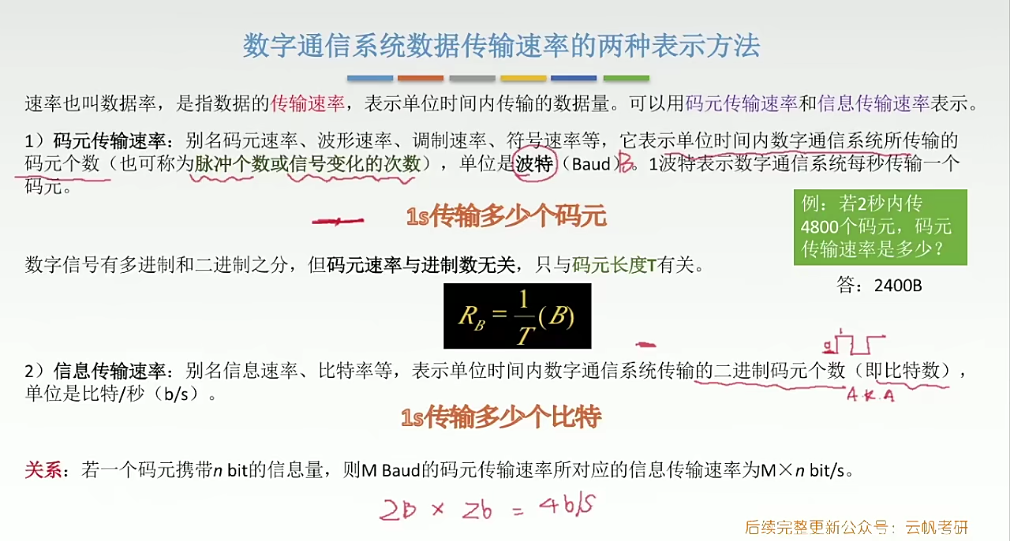 数字通信系统数据传输速率的两种表示方法
速率也叫数据率，是指数据的传输速率，表示单位时间内传输的数据量。可以用码元传输速率和信息传输速率表示。
1）码元传输速率：别名码元速率、波形速率、调制速率、符号速率等，它表示单位时间内数字通信系统所传输的
码元个数（也可称为脉冲个数或信号变化的次数），单位是波特（Baud）B。1波特表示数字通信系统每秒传输一个
码元。
1s传输多少个码元
例：若2秒内传
4800个码元，码元
传输速率是多少？
答：2400B
数字信号有多进制和二进制之分，但码元速率与进制数无关，只与码元长度T有关。
R_B = 1/T (B)
2）信息传输速率：别名信息速率、比特率等，表示单位时间内数字通信系统传输的二进制码元个数（即比特数），
单位是比特/秒（b/s）。
A.K.A
1s传输多少个比特
关系：若一个码元携带n bit的信息量，则M Baud的码元传输速率所对应的信息传输速率为M×n bit/s。
2B × 2b = 4b/s
后续完整更新公众号：云帆考研